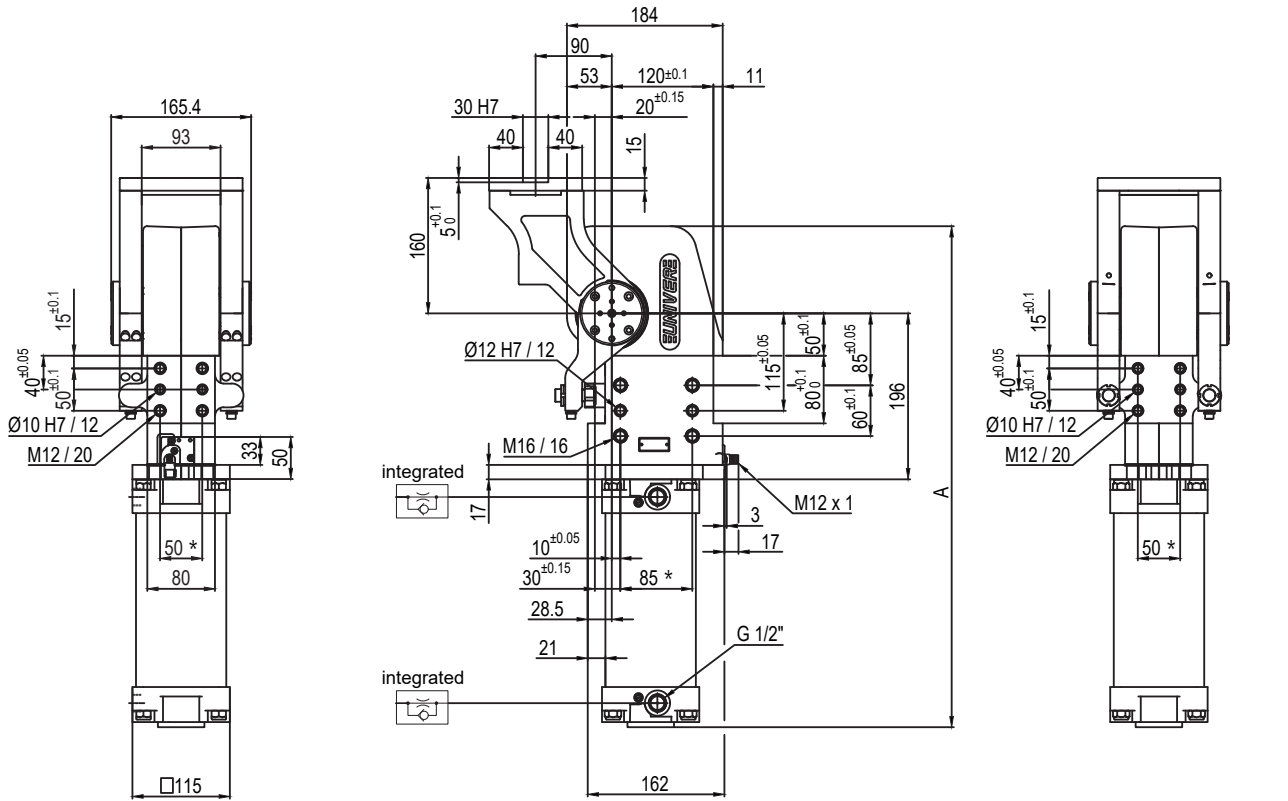 184
90
53
120±0.1
11
165.4
30 H7
20±0.15
93
40
40
15
160
5 +0.1 0
UNIVER
15±0.1
40±0.05
50±0.1
Ø12 H7 / 12
115±0.05
50±0.1
80 +0.1 0
85±0.05
60±0.1
196
15±0.1
40±0.05
50±0.1
Ø10 H7 / 12
M12 / 20
33
50
M16 / 16
Ø10 H7 / 12
M12 / 20
integrated
17
M12 x 1
A
3
17
50 *
80
10±0.05
30±0.15
85 *
50 *
28.5
21
G 1/2"
integrated
□115
162